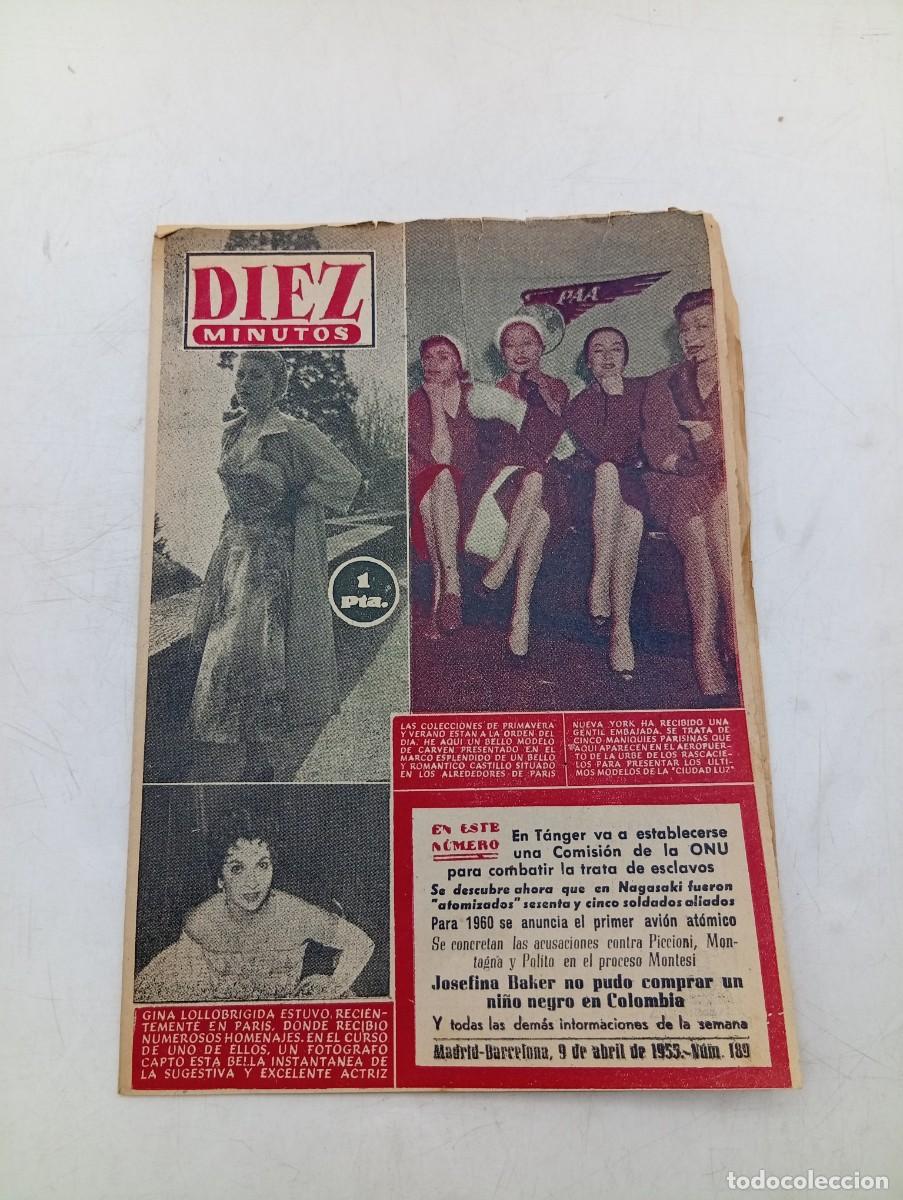 DIEZ
MINUTOS
PAA
1
Pta.
LAS COLECCIONES DE PRIMAVERA
Y VERANO ESTAN A LA ORDEN DEL
DIA. HE AQUI UN BELLO MODELO
DE CARVEN PRESENTADO EN EL
MARCO ESPLENDIDO DE UN BELLO
Y ROMANTICO CASTILLO SITUADO
EN LOS ALREDEDORES DE PARIS
NUEVA YORK HA RECIBIDO UNA
GENTIL EMBAJADA. SE TRATA DE
CINCO MANIQUIES PARISINAS QUE
AQUI APARECEN EN EL AEROPUER-
TO DE LA URBE DE LOS RASCACIE-
LOS PARA PRESENTAR LOS ULTI-
MOS MODELOS DE LA "CIUDAD LUZ"
EN ESTE
NÚMERO
En Tánger va a establecerse
una Comisión de la ONU
para combatir la trata de esclavos
Se descubre ahora que en Nagasaki fueron
"atomizados" sesenta y cinco soldados aliados
Para 1960 se anuncia el primer avión atómico
Se concretan las acusaciones contra Piccioni, Mon-
tagna y Polito en el proceso Montesi
Josefina Baker no pudo comprar un
niño negro en Colombia
Y todas las demás informaciones de la semana
Madrid-Barcelona, 9 de abril de 1955.-Núm. 189
GINA LOLLOBRIGIDA ESTUVO, RECIEN-
TEMENTE EN PARIS, DONDE RECIBIO
NUMEROSOS HOMENAJES. EN EL CURSO
DE UNO DE ELLOS, UN FOTOGRAFO
CAPTO ESTA BELLA INSTANTANEA DE
LA SUGESTIVA Y EXCELENTE ACTRIZ
todocoleccion